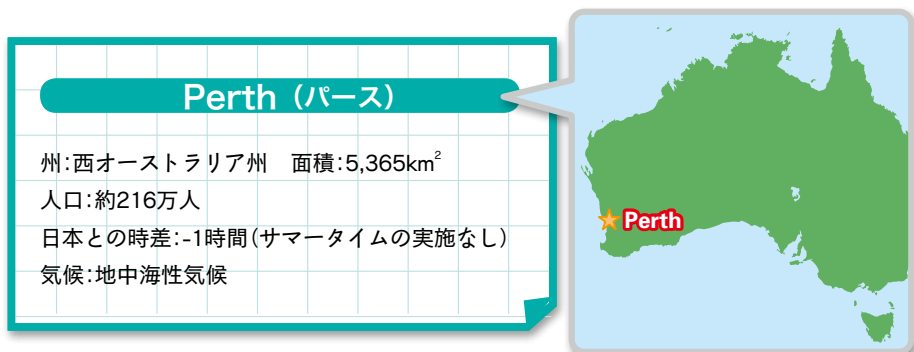 Perth（パース）
州：西オーストラリア州　面積：5,365km²
人口：約216万人
日本との時差：-1時間（サマータイムの実施なし）
気候：地中海性気候
Perth